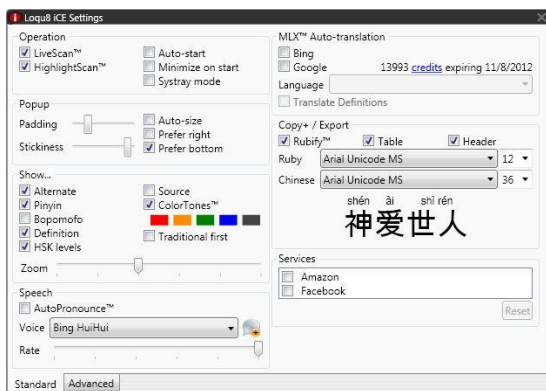 Loqu8 iCE Settings
Operation
LiveScan™
Auto-start
HighlightScan™
Minimize on start
Systray mode
Popup
Padding
Auto-size
Prefer right
Stickiness
Prefer bottom
Show...
Alternate
Source
Pinyin
ColorTones™
Bopomofo
Definition
Traditional first
HSK levels
Zoom
Speech
AutoPronounce™
Voice Bing HuiHui
Rate
Standard Advanced
MLX™ Auto-translation
Bing
Google 13993 credits expiring 11/8/2012
Language
Translate Definitions
Copy+ / Export
Rubify™ Table Header
Ruby Arial Unicode MS 12
Chinese Arial Unicode MS 36
shén ài shì rén
神爱世人
Services
Amazon
Facebook
Reset